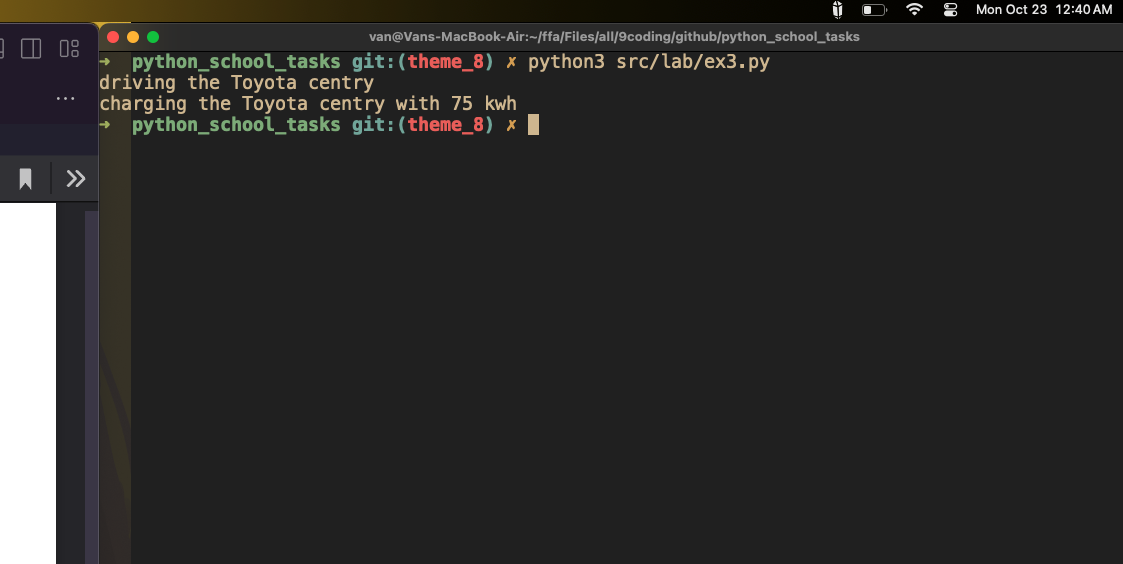 Mon Oct 23 12:40 AM
van@Vans-MacBook-Air:~/ffa/Files/all/9coding/github/python_school_tasks
➜ python_school_tasks git:(theme_8) ✗ python3 src/lab/ex3.py
driving the Toyota centry
charging the Toyota centry with 75 kwh
➜ python_school_tasks git:(theme_8) ✗